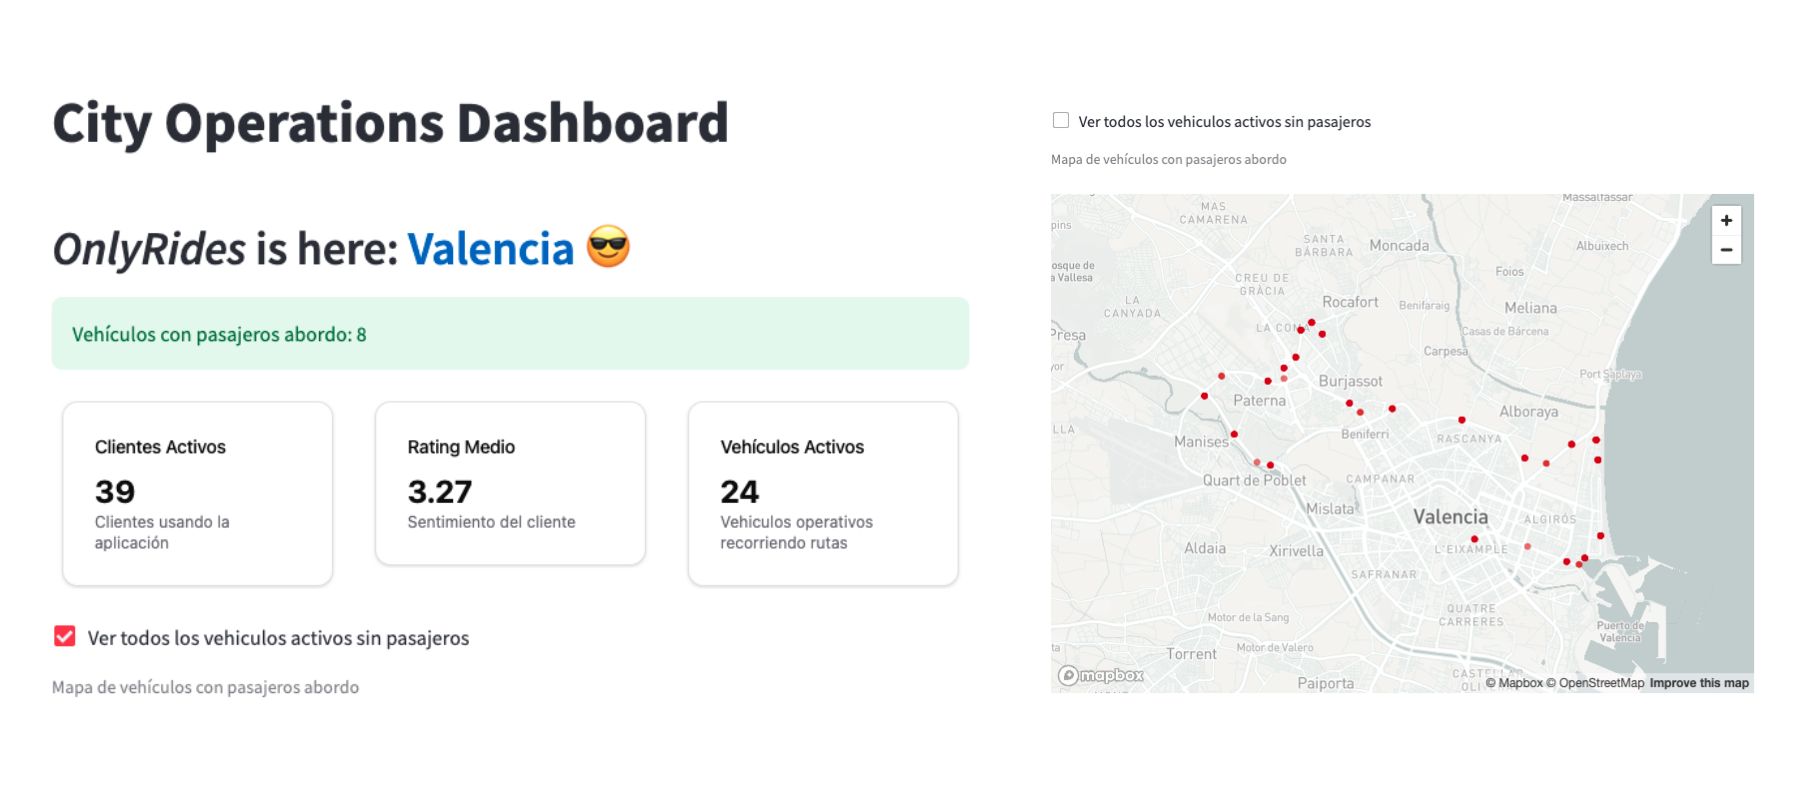 City Operations Dashboard
OnlyRides is here: Valencia 😎
Vehículos con pasajeros abordo: 8
Clientes Activos
39
Clientes usando la
aplicación
Rating Medio
3.27
Sentimiento del cliente
Vehículos Activos
24
Vehiculos operativos
recorriendo rutas
Ver todos los vehiculos activos sin pasajeros
Mapa de vehículos con pasajeros abordo
Ver todos los vehiculos activos sin pasajeros
Mapa de vehículos con pasajeros abordo
Massalfassar
MAS
CAMARENA
pins
+
−
SANTA
BÁRBARA
Moncada
Albuixech
osque de
a Vallesa
CREU DE
GRÀCIA
Foios
LA
CANYADA
Rocafort
Benifaraig
Meliana
LA COMA
Casas de Bárcena
Presa
Carpesa
yor
Port Saplaya
Burjassot
Paterna
Alboraya
LLA
Manises
Beniferri
RASCANYA
Quart de Poblet
CAMPANAR
Mislata
Valencia
ALGIRÓS
Aldaia
Xirivella
L'EIXAMPLE
SAFRANAR
QUATRE
CARRERES
Motor de la Sang
Puerto de
Valencia
ta
Torrent
Motor de Valero
mapbox
Paiporta
© Mapbox © OpenStreetMap Improve this map